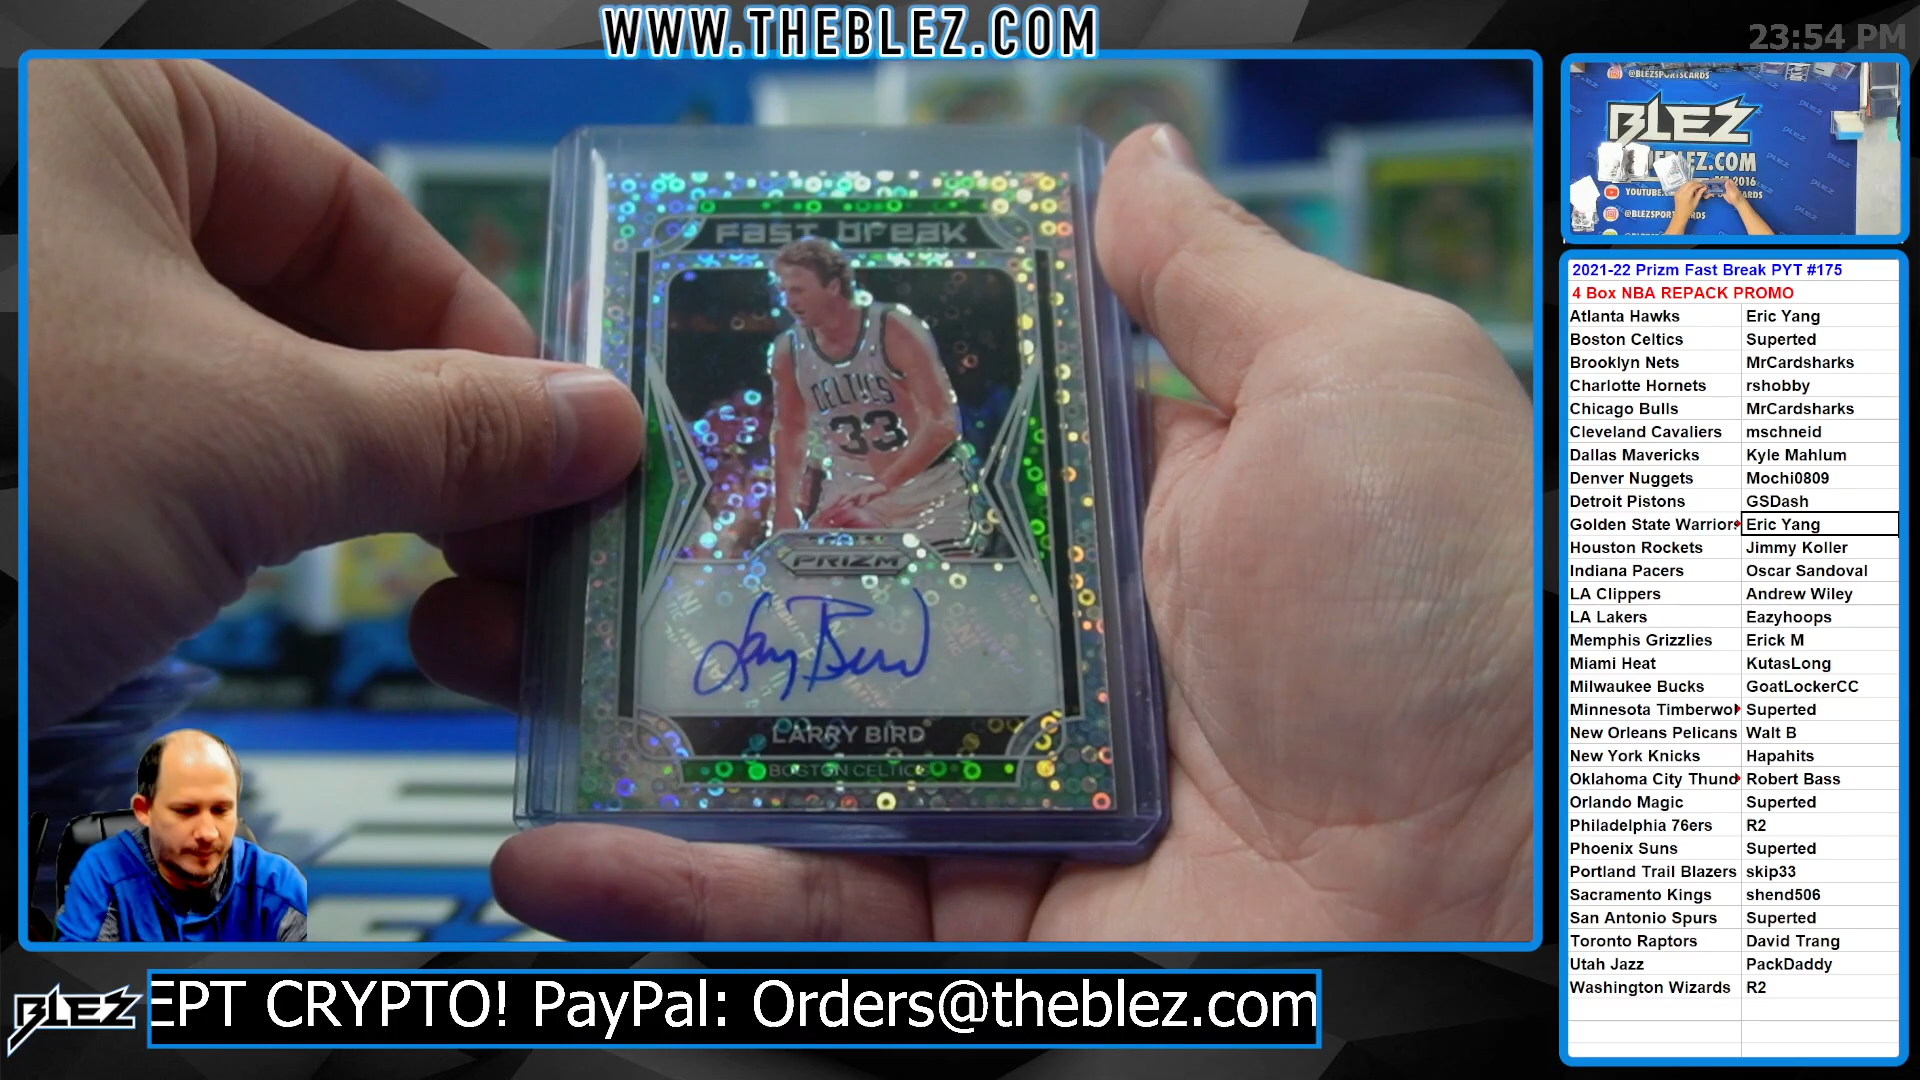 WWW.THEBLEZ.COM
23:54 PM
Fast break
CELTICS
33
PRIZM
Larry Bird
LARRY BIRD
BOSTON CELTICS
@BLEZSPORTSCARDS
BLEZ
2016
@BLEZSPOR
2021-22 Prizm Fast Break PYT #175
4 Box NBA REPACK PROMO
Atlanta Hawks Eric Yang
Boston Celtics Superted
Brooklyn Nets MrCardsharks
Charlotte Hornets rshobby
Chicago Bulls MrCardsharks
Cleveland Cavaliers mschneid
Dallas Mavericks Kyle Mahlum
Denver Nuggets Mochi0809
Detroit Pistons GSDash
Golden State Warriors Eric Yang
Houston Rockets Jimmy Koller
Indiana Pacers Oscar Sandoval
LA Clippers Andrew Wiley
LA Lakers Eazyhoops
Memphis Grizzlies Erick M
Miami Heat KutasLong
Milwaukee Bucks GoatLockerCC
Minnesota Timberwol Superted
New Orleans Pelicans Walt B
New York Knicks Hapahits
Oklahoma City Thund Robert Bass
Orlando Magic Superted
Philadelphia 76ers R2
Phoenix Suns Superted
Portland Trail Blazers skip33
Sacramento Kings shend506
San Antonio Spurs Superted
Toronto Raptors David Trang
Utah Jazz PackDaddy
Washington Wizards R2
BLEZ
EPT CRYPTO! PayPal: Orders@theblez.com